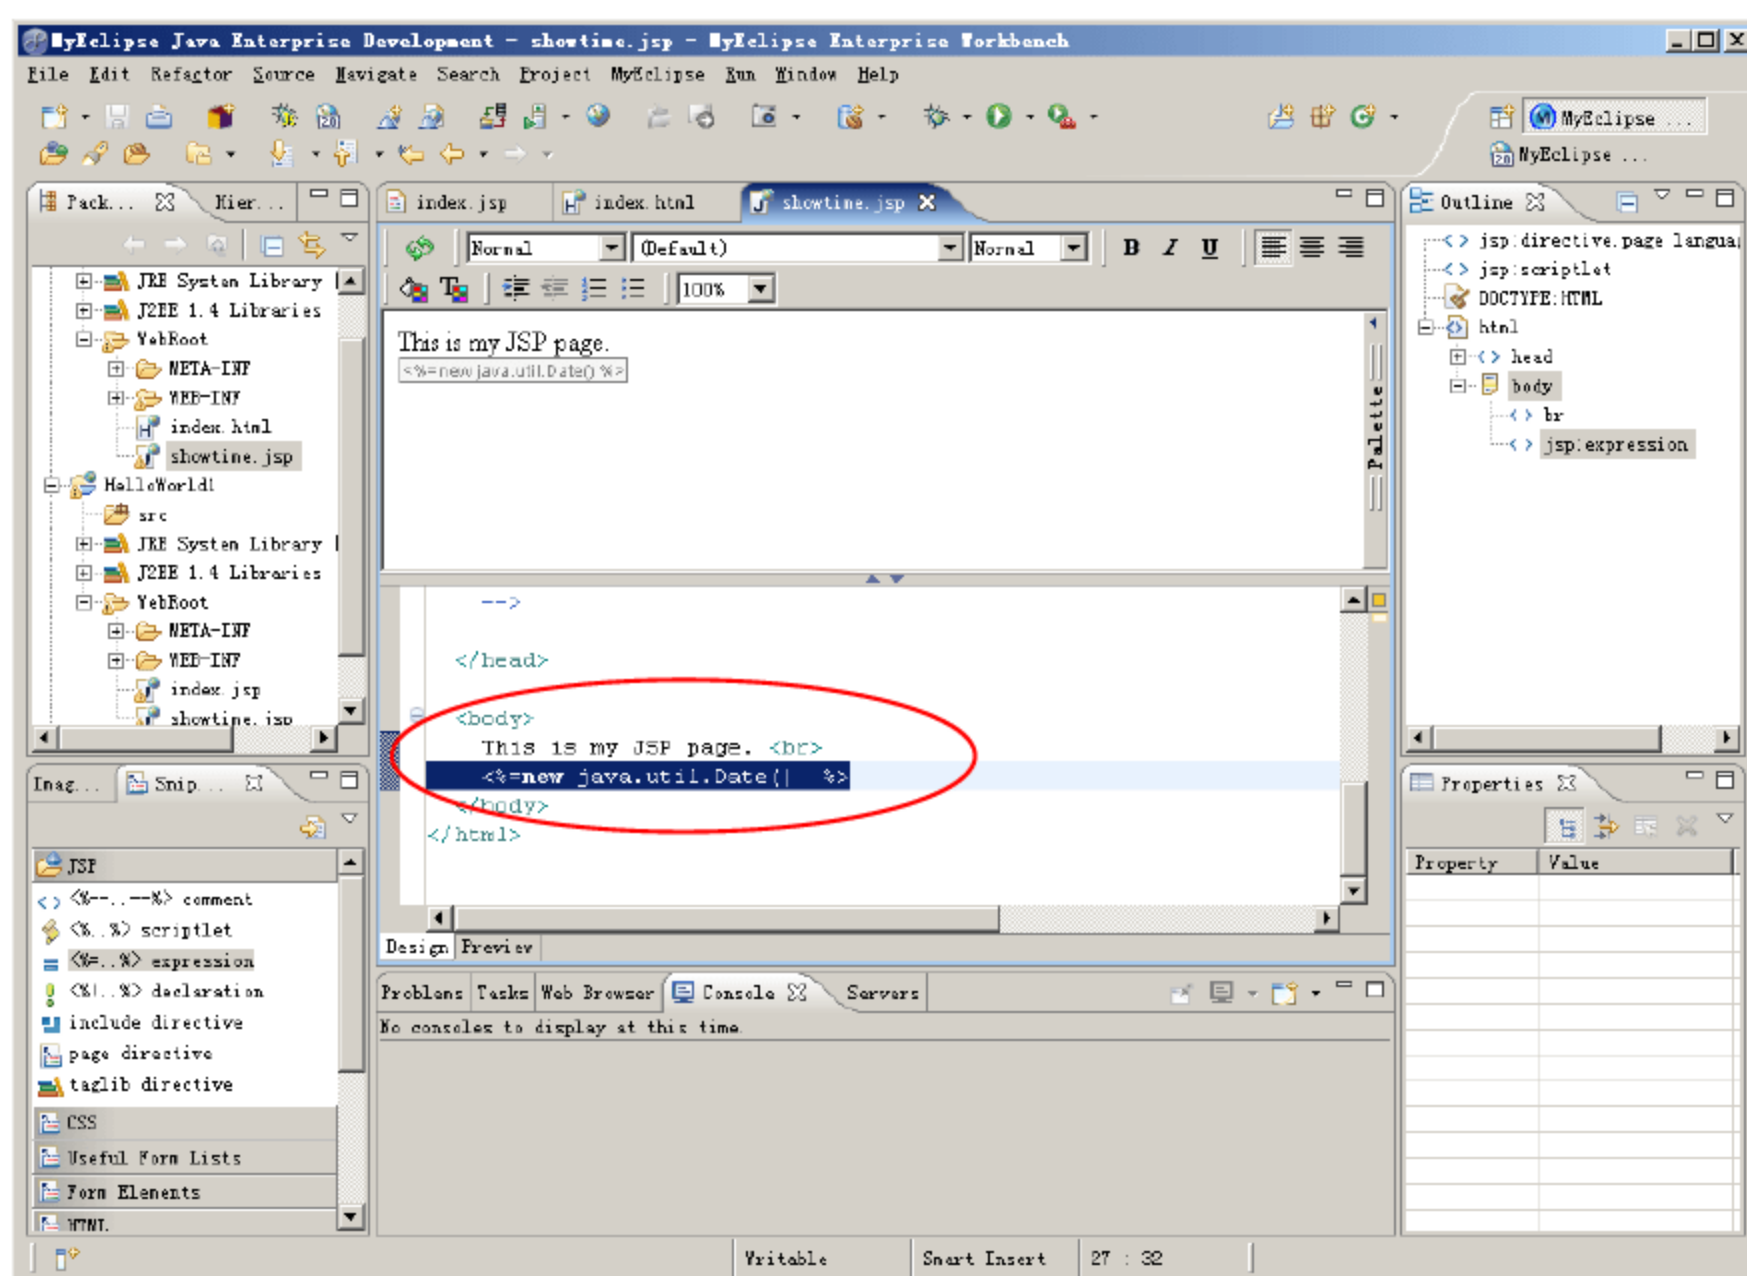 MyEclipse Java Enterprise Development - showtime.jsp - MyEclipse Enterprise Workbench
File Edit Refactor Source Navigate Search Project MyEclipse Run Window Help
MyEclipse ...
MyEclipse ...
Pack... Hier...
JRE System Library
J2EE 1.4 Libraries
WebRoot
META-INF
WEB-INF
index.html
showtime.jsp
HelloWorld1
src
JRE System Library
J2EE 1.4 Libraries
WebRoot
META-INF
WEB-INF
index.jsp
showtime.jsp
index.jsp index.html showtime.jsp
Normal (Default) Normal B I U
100%
This is my JSP page.
<%=new java.util.Date() %>
Palette
-->
</head>
<body>
This is my JSP page. <br>
<%=new java.util.Date(| %>
</body>
</html>
Design Preview
Outline
jsp:directive.page langua
jsp:scriptlet
DOCTYPE:HTML
html
head
body
br
jsp:expression
Imag... Snip...
JSP
<%--..--%> comment
<%..%> scriptlet
<%=..%> expression
<%!..%> declaration
include directive
page directive
taglib directive
CSS
Useful Form Lists
Form Elements
HTML
Problems Tasks Web Browser Console Servers
No consoles to display at this time.
Properties
Property Value
Writable Smart Insert 27 : 32